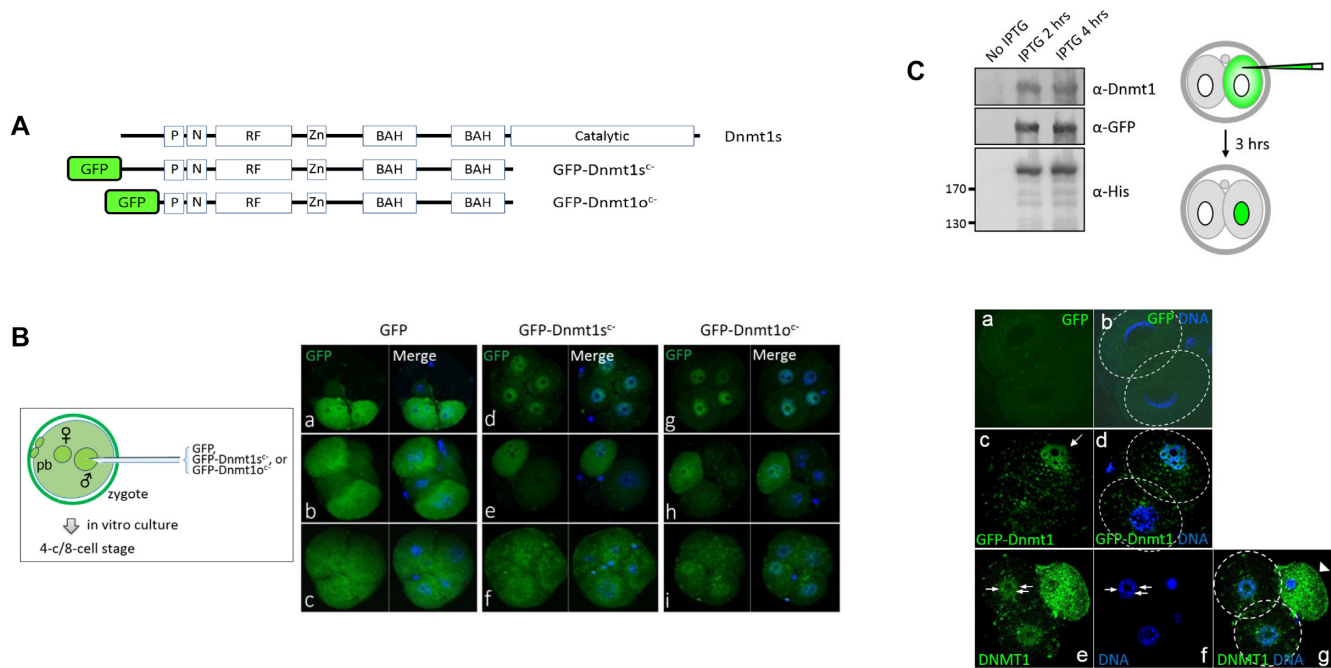 A
P N RF Zn BAH BAH Catalytic Dnmt1s
GFP P N RF Zn BAH BAH GFP-Dnmt1sᶜ⁻
GFP P N RF Zn BAH BAH GFP-Dnmt1oᶜ⁻
B
♀
pb
♂
GFP,
GFP-Dnmt1sᶜ⁻, or
GFP-Dnmt1oᶜ⁻
zygote
in vitro culture
4-c/8-cell stage
GFP GFP-Dnmt1sᶜ⁻ GFP-Dnmt1oᶜ⁻
GFP Merge GFP Merge GFP Merge
a d g
b e h
c f i
C
No IPTG
IPTG 2 hrs
IPTG 4 hrs
α-Dnmt1
α-GFP
α-His
170
130
3 hrs
a GFP b GFP DNA
c d
GFP-Dnmt1 GFP-Dnmt1 DNA
DNMT1 e DNA f DNMT1 DNA g